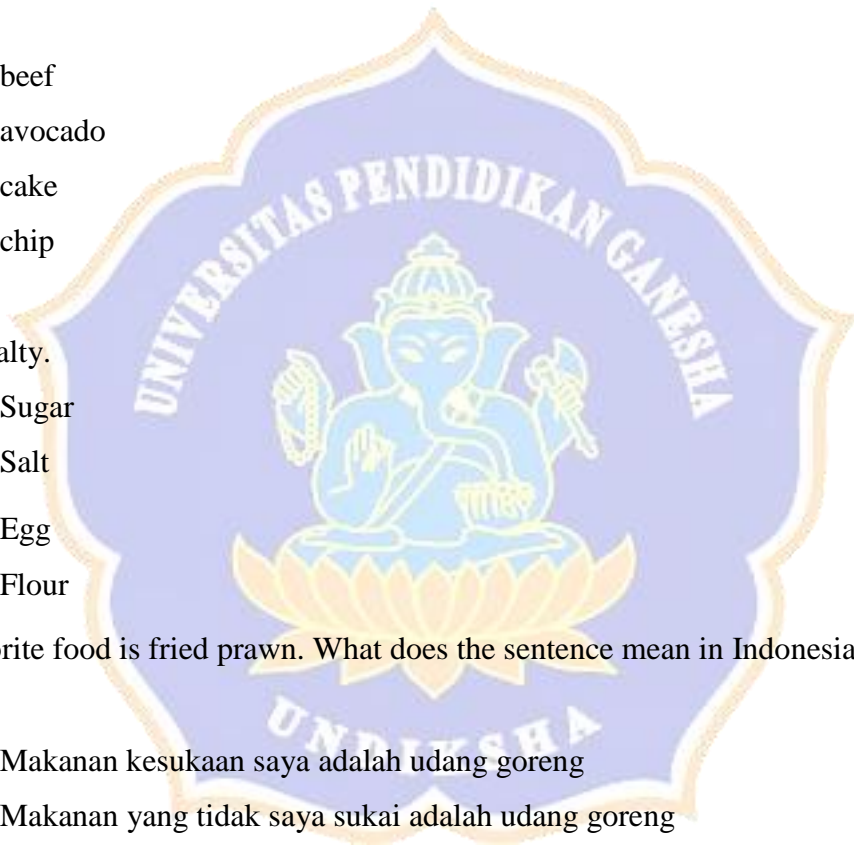 beef
avocado
cake
chip
alty.
Sugar
Salt
Egg
Flour
orite food is fried prawn. What does the sentence mean in Indonesia
Makanan kesukaan saya adalah udang goreng
Makanan yang tidak saya sukai adalah udang goreng
UNIVERSITAS PENDIDIKAN GANESHA
UNDIKSHA